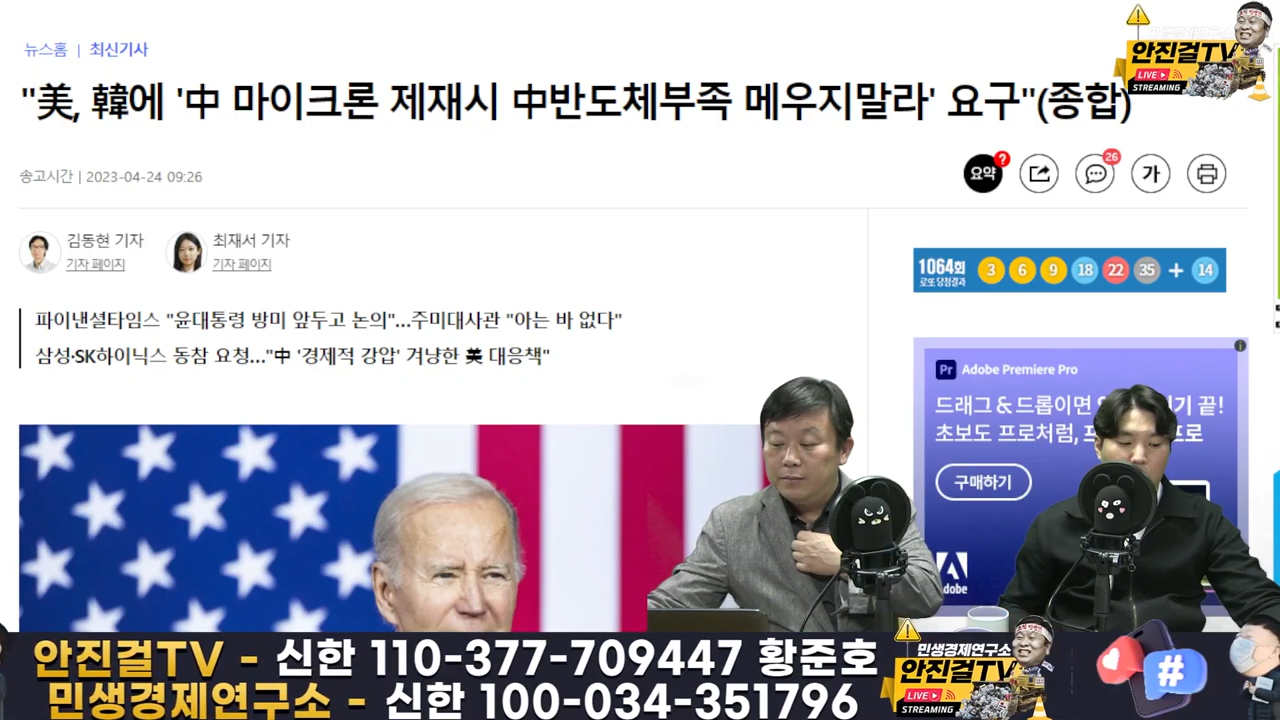 뉴스홈 | 최신기사
"美, 韓에 '中 마이크론 제재시 中반도체부족 메우지말라' 요구"(종합)
안진걸TV
LIVE
STREAMING
송고시간 | 2023-04-24 09:26
요약
?
26
가
김동현 기자
기자 페이지
최재서 기자
기자 페이지
1064회
로또 당첨결과
3 6 9 18 22 35 + 14
파이낸셜타임스 "윤대통령 방미 앞두고 논의"...주미대사관 "아는 바 없다"
삼성·SK하이닉스 동참 요청..."中 '경제적 강압' 겨냥한 美 대응책"
Pr Adobe Premiere Pro
드래그 & 드롭이면 기 끝!
초보도 프로처럼, 프로
구매하기
Adobe
안진걸TV - 신한 110-377-709447 황준호
민생경제연구소 - 신한 100-034-351796
민생경제연구소
안진걸TV
LIVE
STREAMING
#